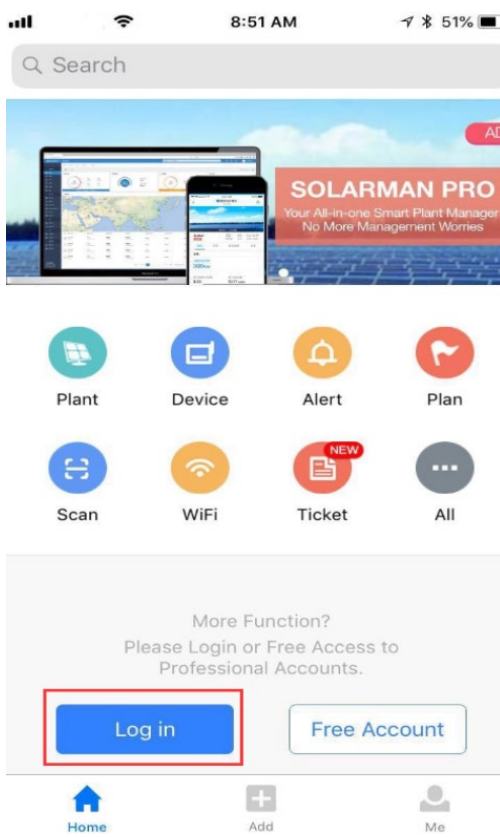 8:51 AM
51%
Search
AD
SOLARMAN PRO
Your All-in-one Smart Plant Manager
No More Management Worries
Plant
Device
Alert
Plan
NEW
Scan
WiFi
Ticket
All
More Function?
Please Login or Free Access to
Professional Accounts.
Log in
Free Account
Home
Add
Me